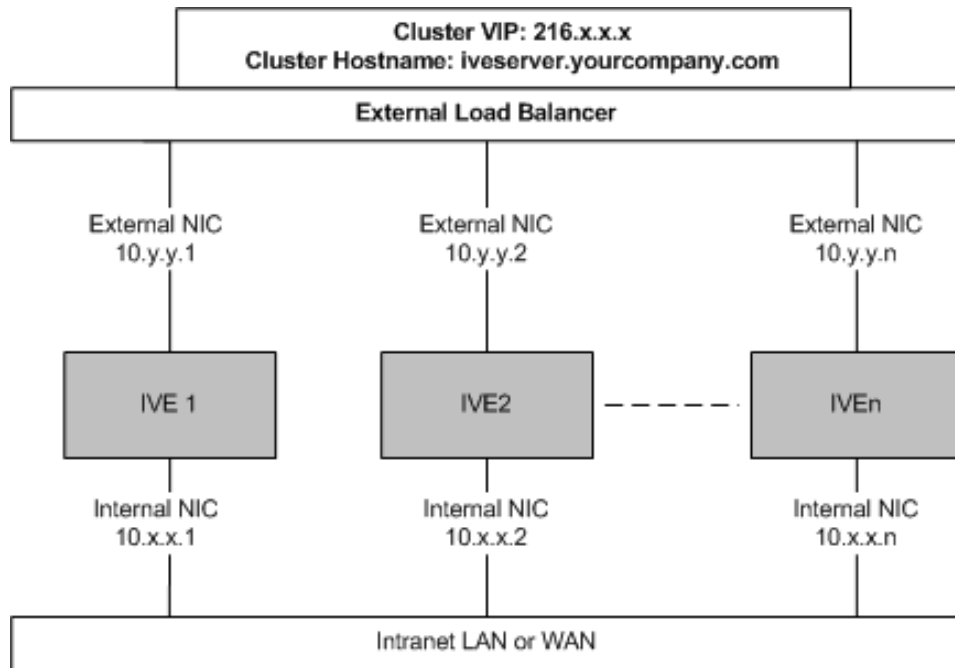 Cluster VIP: 216.x.x.x
Cluster Hostname: iveserver.yourcompany.com
External Load Balancer
External NIC
10.y.y.1
External NIC
10.y.y.2
External NIC
10.y.y.n
IVE 1
IVE2
IVEn
Internal NIC
10.x.x.1
Internal NIC
10.x.x.2
Internal NIC
10.x.x.n
Intranet LAN or WAN